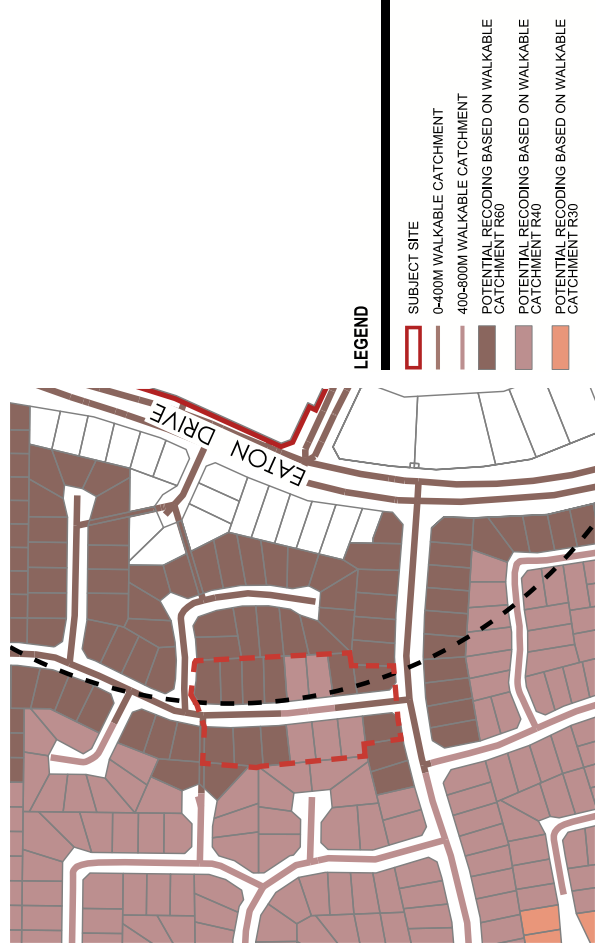 EATON DRIVE
LEGEND
SUBJECT SITE
0-400M WALKABLE CATCHMENT
400-800M WALKABLE CATCHMENT
POTENTIAL RECODING BASED ON WALKABLE
CATCHMENT R60
POTENTIAL RECODING BASED ON WALKABLE
CATCHMENT R40
POTENTIAL RECODING BASED ON WALKABLE
CATCHMENT R30